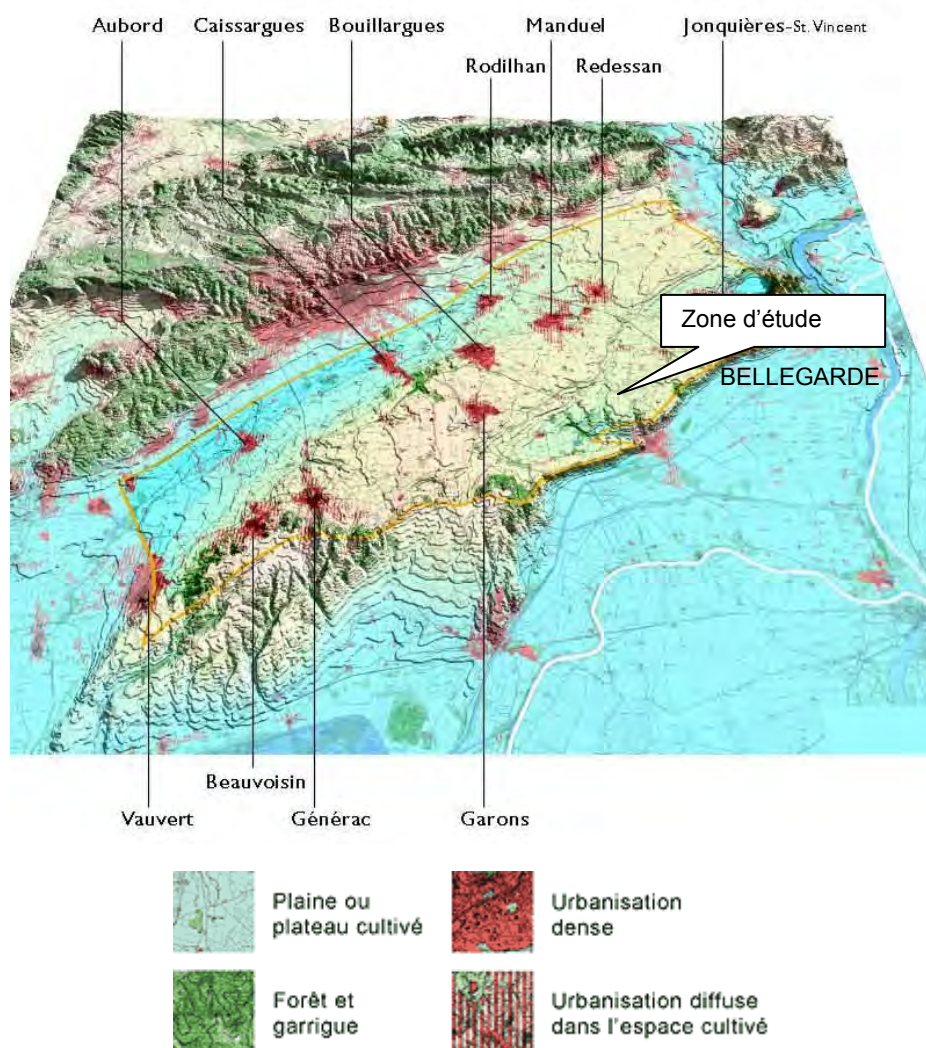 Aubord Caissargues Bouillargues Manduel Jonquières-St. Vincent
Rodilhan Redessan
Zone d'étude
BELLEGARDE
Beauvoisin
Vauvert Générac Garons
Plaine ou
plateau cultivé
Urbanisation
dense
Forêt et
garrigue
Urbanisation diffuse
dans l'espace cultivé